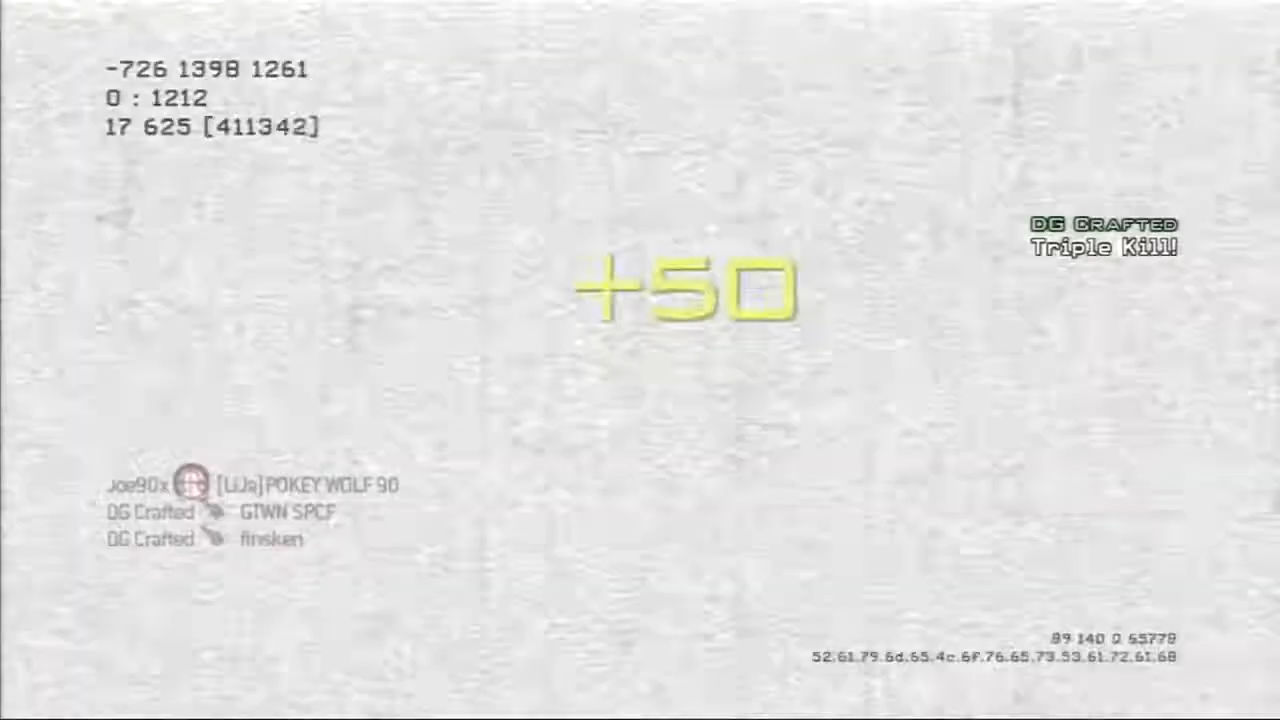 -726 1398 1261
0 : 1212
17 625 [411342]
DG CRAFTED
Triple Kill!
+50
Joe90x [LiJa]POKEY WOLF 90
DG Crafted GTWN SPCF
DG Crafted finsken
89 140 0 65779
52.61.79.6d.65.4c.6f.76.65.73.53.61.72.61.68